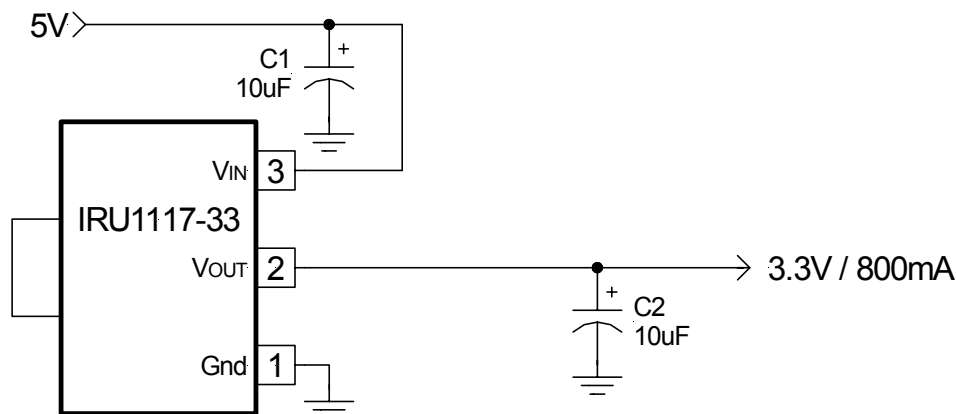 5V
+
C1
10uF
VIN
3
IRU1117-33
VOUT
2
3.3V / 800mA
+
C2
10uF
Gnd
1